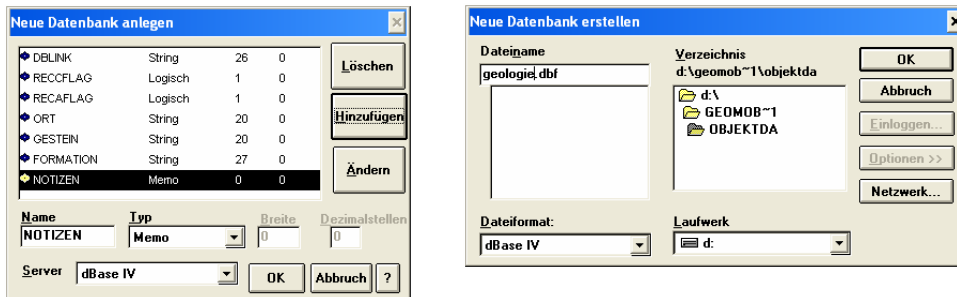 Neue Datenbank anlegen
DBLINK String 26 0
RECCFLAG Logisch 1 0
RECAFLAG Logisch 1 0
ORT String 20 0
GESTEIN String 20 0
FORMATION String 27 0
NOTIZEN Memo 0 0
Löschen
Hinzufügen
Ändern
Name Typ Breite Dezimalstellen
NOTIZEN Memo 0 0
Server dBase IV OK Abbruch ?
Neue Datenbank erstellen
Dateiname
geologie.dbf
Verzeichnis
d:\geomob~1\objektda
d:\
GEOMOB~1
OBJEKTDA
OK
Abbruch
Einloggen...
Optionen >>
Netzwerk...
Dateiformat:
dBase IV
Laufwerk
d: